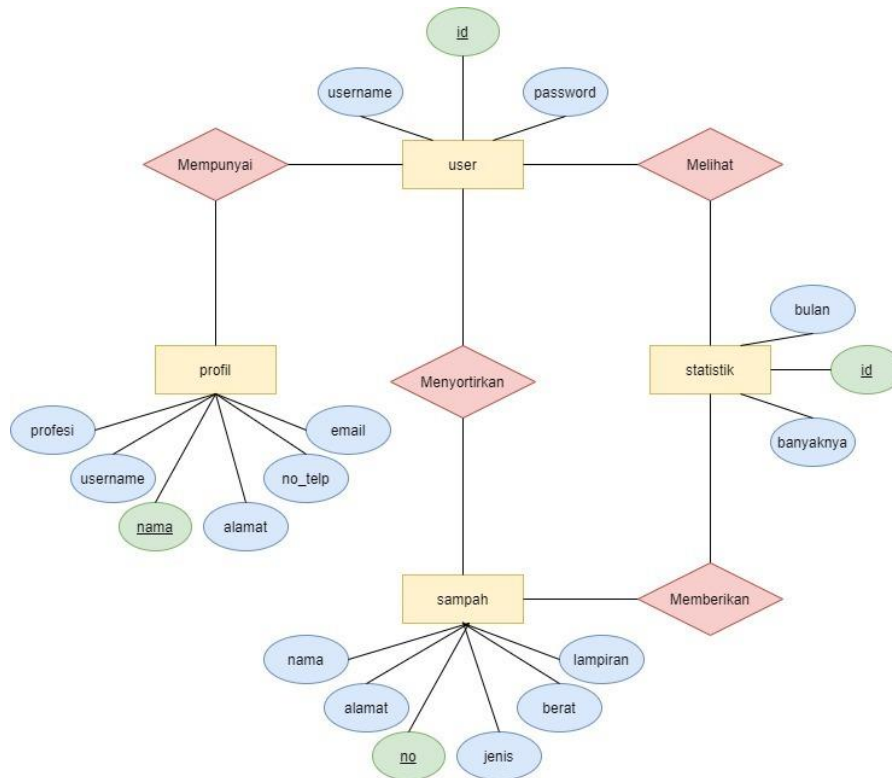 id
username
password
Mempunyai
user
Melihat
bulan
profil
Menyortirkan
statistik
id
profesi
email
banyaknya
username
no_telp
nama
alamat
sampah
Memberikan
nama
lampiran
alamat
berat
no
jenis